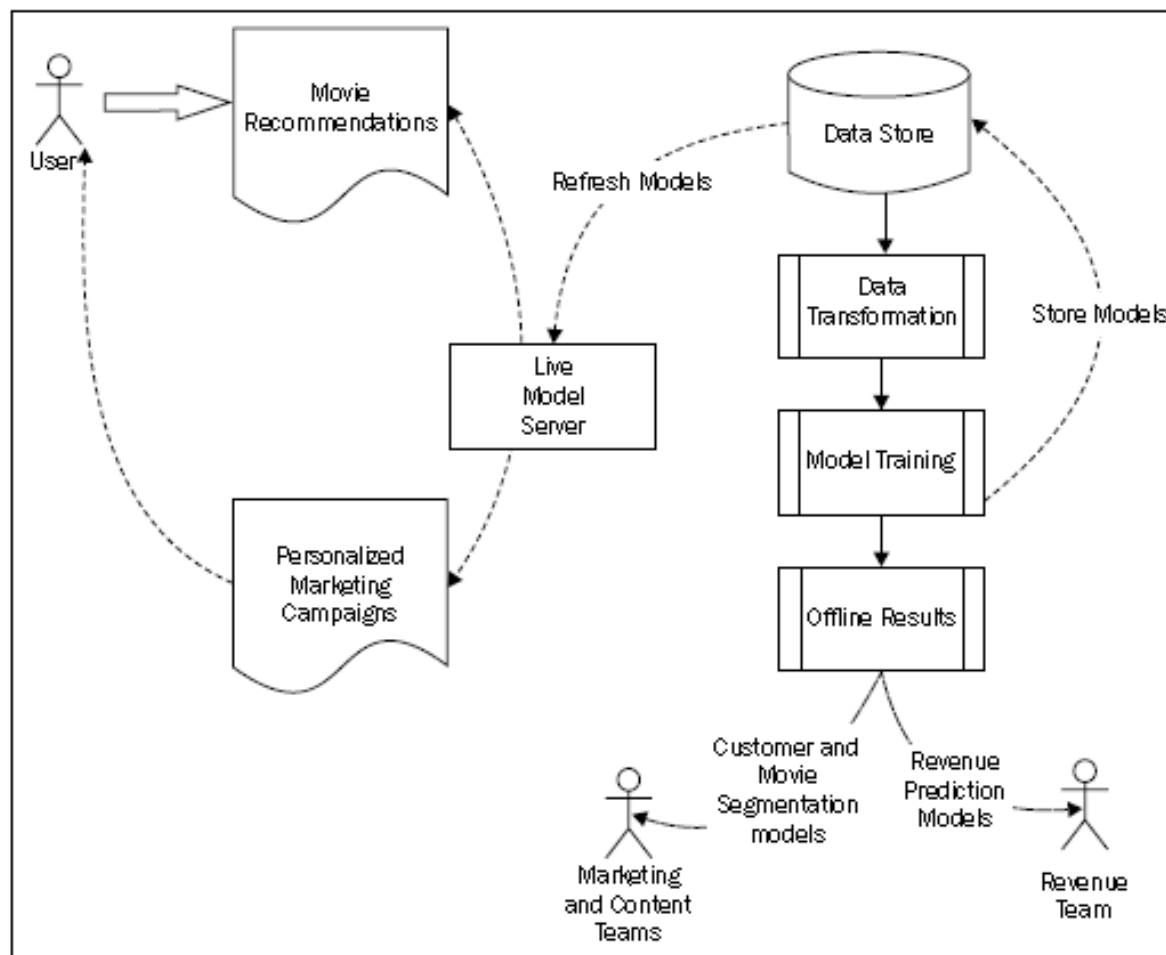 Movie
Recommendations
User
Data Store
Refresh Models
Data
Transformation
Store Models
Live
Model
Server
Model Training
Personalized
Marketing
Campaigns
Offline Results
Customer and
Movie
Segmentation
models
Revenue
Prediction
Models
Marketing
and Content
Teams
Revenue
Team